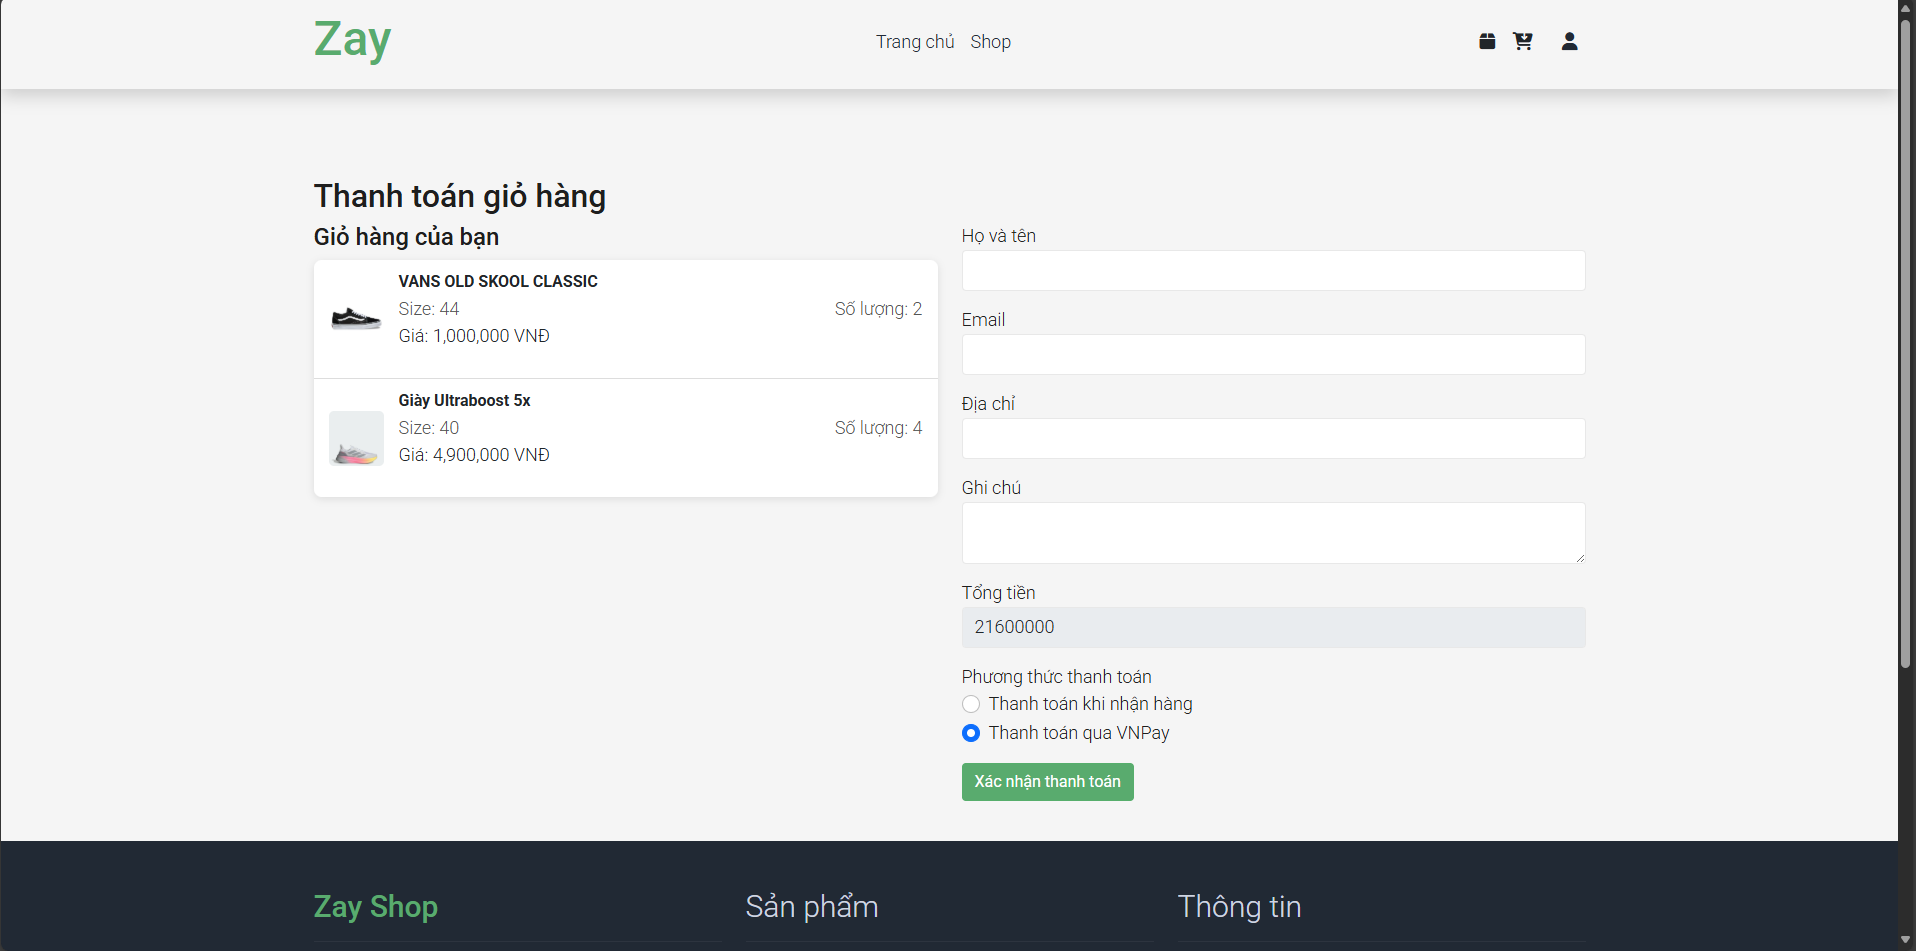 Zay
Trang chủ Shop
Thanh toán giỏ hàng
Giỏ hàng của bạn
VANS OLD SKOOL CLASSIC
Size: 44
Số lượng: 2
Giá: 1,000,000 VNĐ
Giày Ultraboost 5x
Size: 40
Số lượng: 4
Giá: 4,900,000 VNĐ
Họ và tên
Email
Địa chỉ
Ghi chú
Tổng tiền
21600000
Phương thức thanh toán
Thanh toán khi nhận hàng
Thanh toán qua VNPay
Xác nhận thanh toán
Zay Shop
Sản phẩm
Thông tin